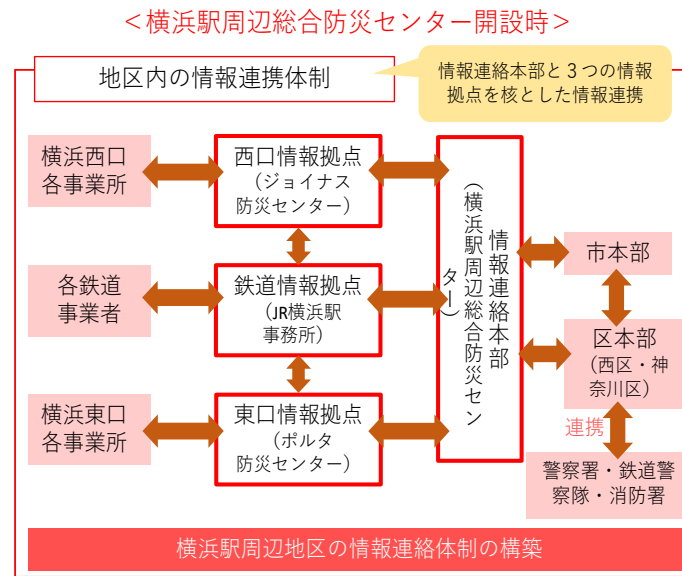 ＜横浜駅周辺総合防災センター開設時＞
地区内の情報連携体制
情報連絡本部と３つの情報
拠点を核とした情報連携
横浜西口
各事業所
西口情報拠点
（ジョイナス
防災センター）
各鉄道
事業者
鉄道情報拠点
（JR横浜駅
事務所）
横浜東口
各事業所
東口情報拠点
（ポルタ
防災センター）
情報連絡本部
（横浜駅周辺総合防災セン
ター）
市本部
区本部
（西区・神
奈川区）
連携
警察署・鉄道警
察隊・消防署
横浜駅周辺地区の情報連絡体制の構築